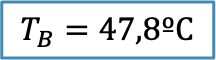 T_B = 47,8ºC